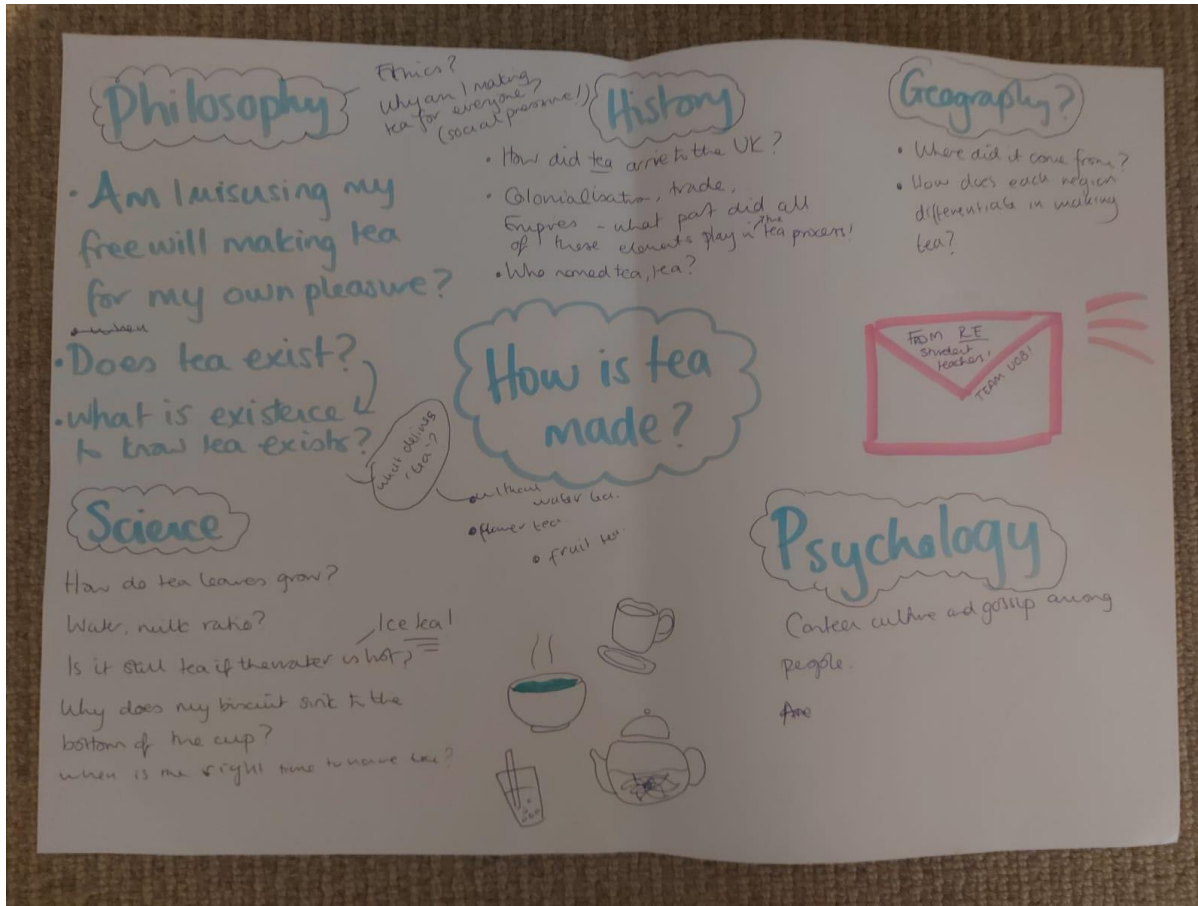 Philosophy
Ethics?
Why am I making
tea for everyone?
(social pressure!)
• Am I misusing my
free will making tea
for my own pleasure?
• Does tea exist?
• What is existence
to know tea exists?
History
• How did tea arrive to the UK?
• Colonialisation, trade,
Empires - what part did all
of these elements play in the tea process!
• Who named tea, tea?
Geography?
• Where did it come from?
• How does each region
differentiate in making
tea?
How is tea
made?
FROM RE
student
teachers!
TEAM UOB!
What defines
'tea'?
• without
water tea.
• flower tea.
• fruit tea
Science
How do tea leaves grow?
Water, milk ratio?
Ice tea!
Is it still tea if the water is hot?
Why does my biscuit sink to the
bottom of the cup?
When is the right time to have tea?
Psychology
culture and gossip among
people.